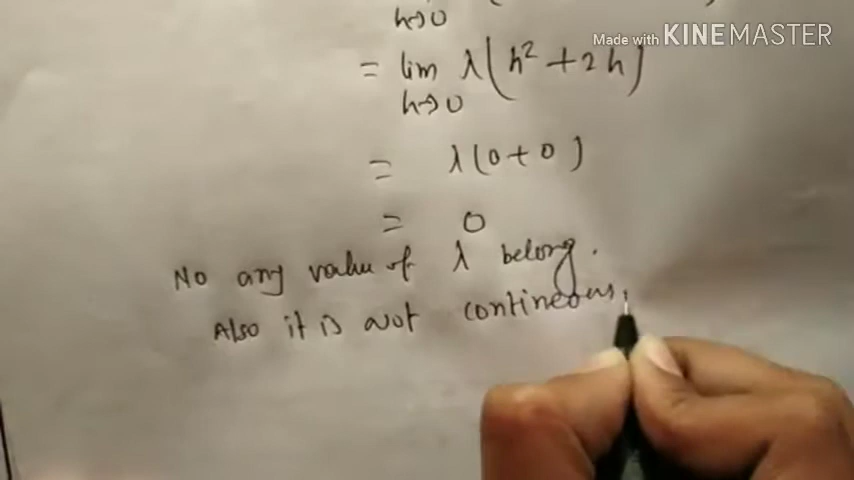 h→0
Made with KINEMASTER
= lim λ(h² + 2h)
h→0
= λ(0+0)
= 0
No any value of λ belong.
Also it is not contineous.